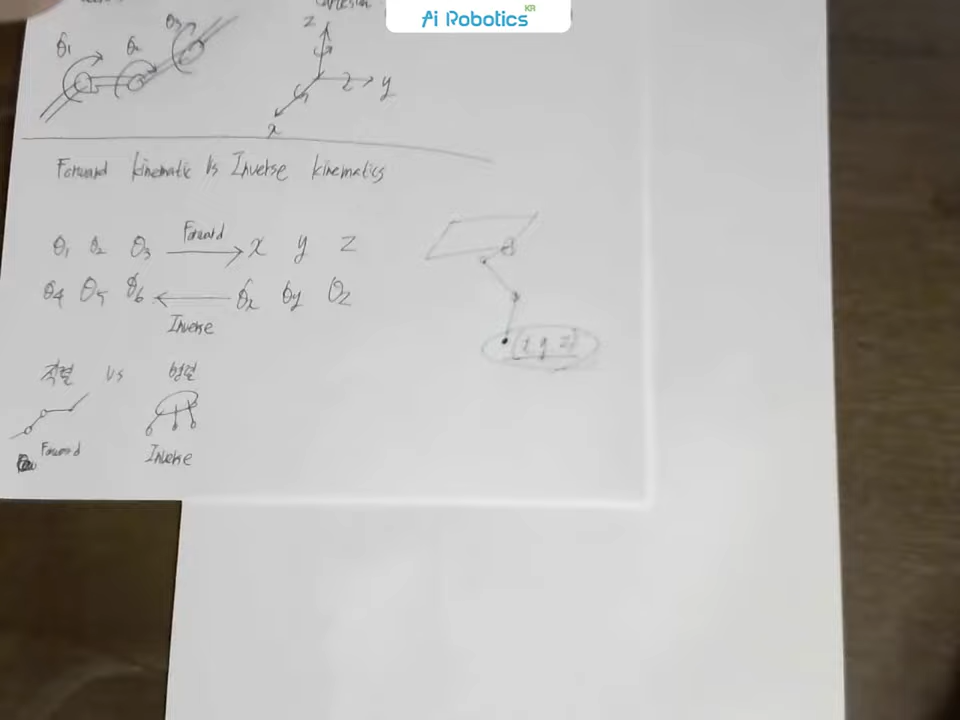 Ai Robotics KR
θ1 θ2 θ3
z
y
x
Forward kinematic Vs Inverse kinematics
θ1 θ2 θ3 Forward x y z
θ4 θ5 θ6 θx θy θz
Inverse
x y z
직렬 Vs 병렬
Forward Inverse